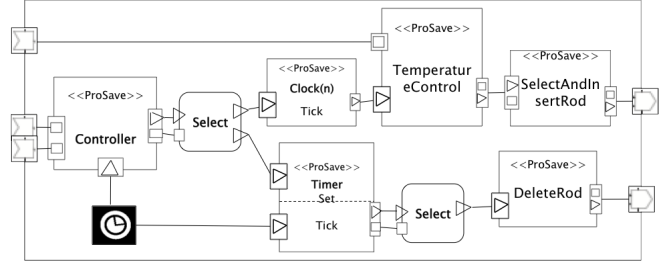 <<ProSave>>
Controller
Select
<<ProSave>>
Clock(n)
Tick
<<ProSave>>
Temperatur
eControl
<<ProSave>>
SelectAndIn
sertRod
<<ProSave>>
Timer
Set
Tick
Select
<<ProSave>>
DeleteRod